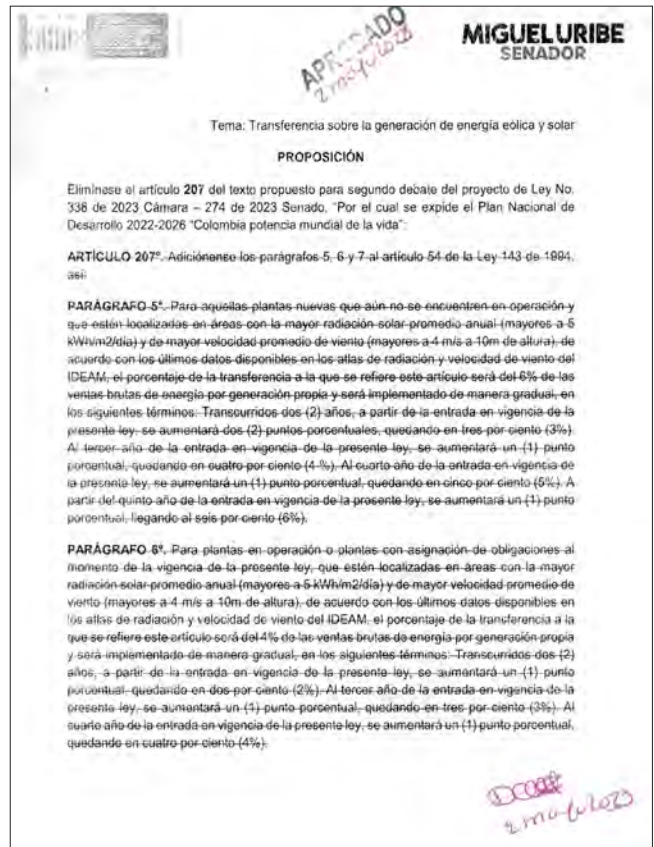 APROBADO
2 mayo 2023
MIGUEL URIBE
SENADOR
Tema: Transferencia sobre la generación de energía eólica y solar
PROPOSICIÓN
Elimínese el artículo 207 del texto propuesto para segundo debate del proyecto de Ley No.
338 de 2023 Cámara – 274 de 2023 Senado, "Por el cual se expide el Plan Nacional de
Desarrollo 2022-2026 "Colombia potencia mundial de la vida":
ARTÍCULO 207º. Adiciónense los parágrafos 5, 6 y 7 al artículo 54 de la Ley 143 de 1994,
así:
PARÁGRAFO 5º. Para aquellas plantas nuevas que aún no se encuentren en operación y
que estén localizadas en áreas con la mayor radiación solar promedio anual (mayores a 5
kWh/m2/día) y de mayor velocidad promedio de viento (mayores a 4 m/s a 10m de altura), de
acuerdo con los últimos datos disponibles en los atlas de radiación y velocidad de viento del
IDEAM, el porcentaje de la transferencia a la que se refiere este artículo será del 6% de las
ventas brutas de energía por generación propia y será implementado de manera gradual, en
los siguientes términos: Transcurridos dos (2) años, a partir de la entrada en vigencia de la
presente ley, se aumentará dos (2) puntos porcentuales, quedando en tres por ciento (3%).
Al tercer año de la entrada en vigencia de la presente ley, se aumentará un (1) punto
porcentual, quedando en cuatro por ciento (4 %). Al cuarto año de la entrada en vigencia de
la presente ley, se aumentará un (1) punto porcentual, quedando en cinco por ciento (5%). A
partir del quinto año de la entrada en vigencia de la presente ley, se aumentará un (1) punto
porcentual, llegando al seis por ciento (6%).
PARÁGRAFO 6º. Para plantas en operación o plantas con asignación de obligaciones al
momento de la vigencia de la presente ley, que estén localizadas en áreas con la mayor
radiación solar promedio anual (mayores a 5 kWh/m2/día) y de mayor velocidad promedio de
viento (mayores a 4 m/s a 10m de altura), de acuerdo con los últimos datos disponibles en
los atlas de radiación y velocidad de viento del IDEAM, el porcentaje de la transferencia a la
que se refiere este artículo será del 4% de las ventas brutas de energía por generación propia
y será implementado de manera gradual, en los siguientes términos: Transcurridos dos (2)
años, a partir de la entrada en vigencia de la presente ley, se aumentará un (1) punto
porcentual, quedando en dos por ciento (2%). Al tercer año de la entrada en vigencia de la
presente ley, se aumentará un (1) punto porcentual, quedando en tres por ciento (3%). Al
cuarto año de la entrada en vigencia de la presente ley, se aumentará un (1) punto porcentual,
quedando en cuatro por ciento (4%).
2 mayo 2023